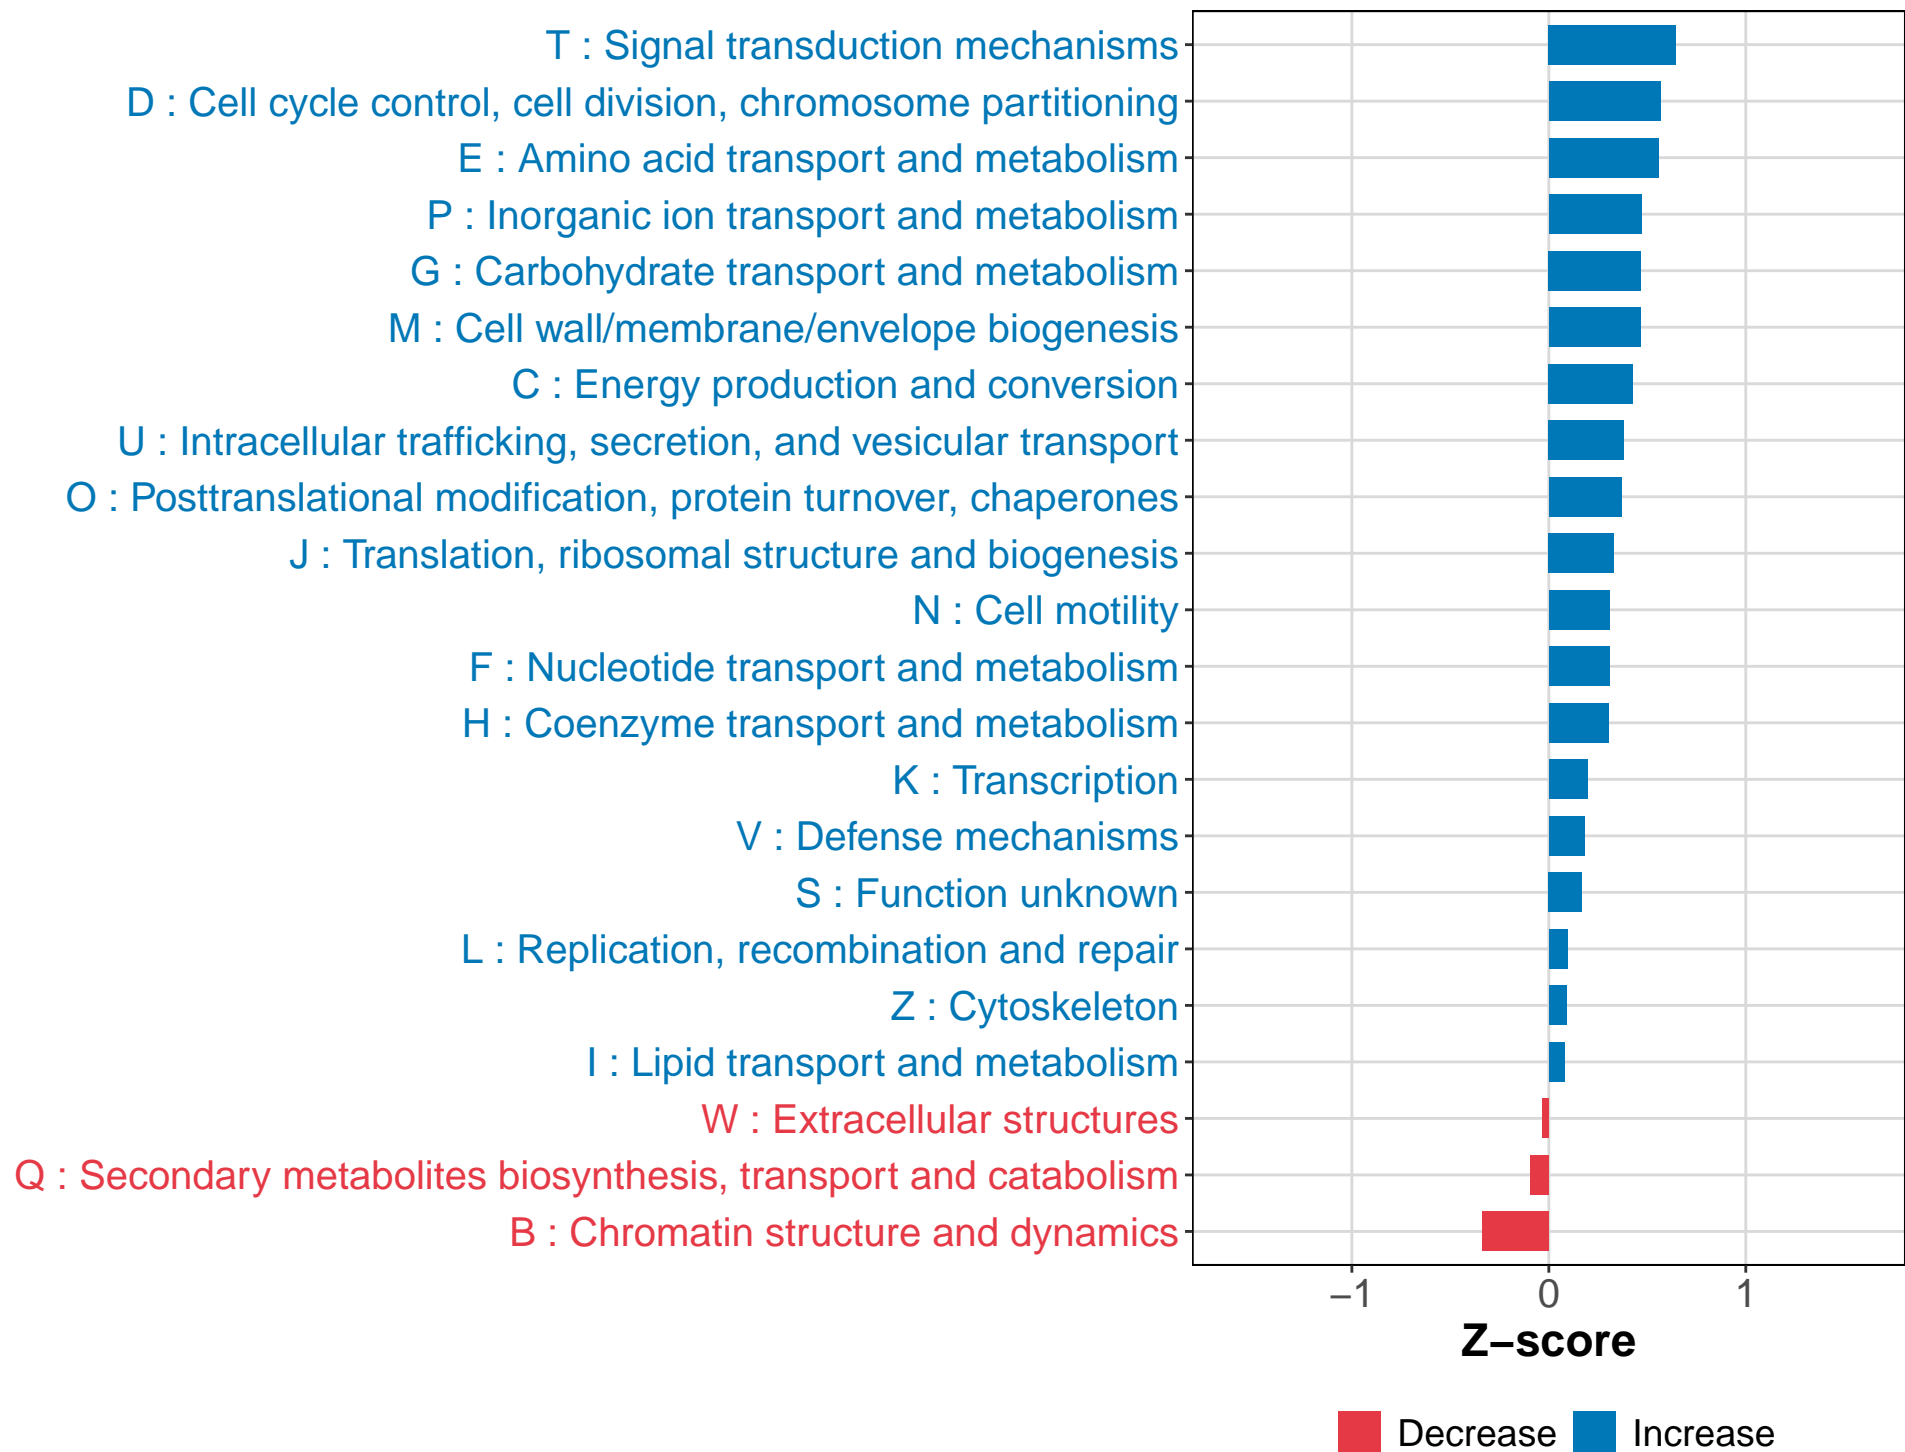 T : Signal transduction mechanisms
D : Cell cycle control, cell division, chromosome partitioning
E : Amino acid transport and metabolism
P : Inorganic ion transport and metabolism
G : Carbohydrate transport and metabolism
M : Cell wall/membrane/envelope biogenesis
C : Energy production and conversion
U : Intracellular trafficking, secretion, and vesicular transport
O : Posttranslational modification, protein turnover, chaperones
J : Translation, ribosomal structure and biogenesis
N : Cell motility
F : Nucleotide transport and metabolism
H : Coenzyme transport and metabolism
K : Transcription
V : Defense mechanisms
S : Function unknown
L : Replication, recombination and repair
Z : Cytoskeleton
I : Lipid transport and metabolism
W : Extracellular structures
Q : Secondary metabolites biosynthesis, transport and catabolism
B : Chromatin structure and dynamics
−1 0 1
Z−score
Decrease Increase